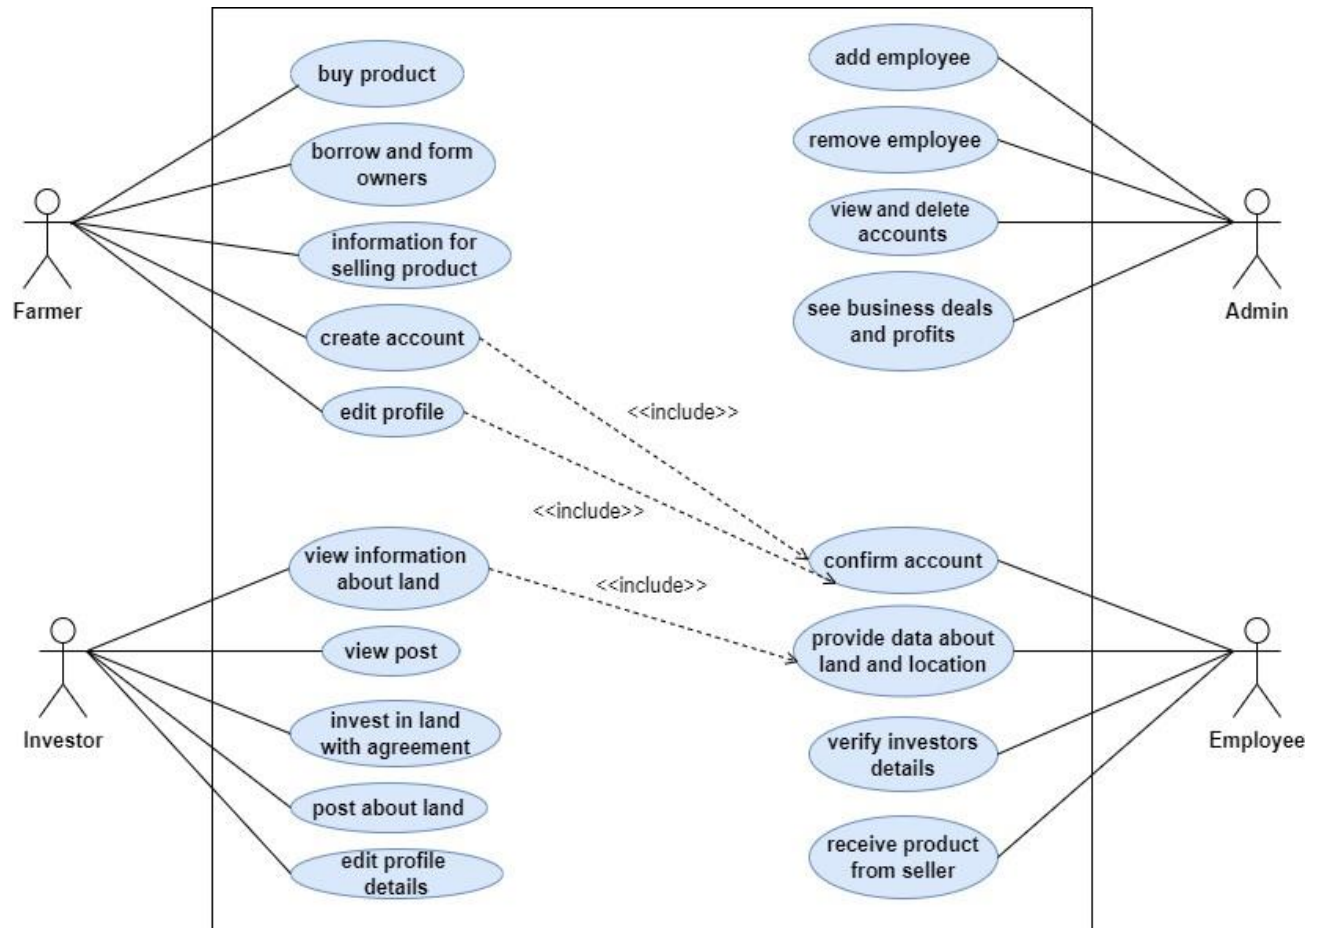 buy product
borrow and form
owners
information for
selling product
create account
edit profile
Farmer
add employee
remove employee
view and delete
accounts
see business deals
and profits
Admin
<<include>>
<<include>>
<<include>>
view information
about land
view post
invest in land
with agreement
post about land
edit profile
details
Investor
confirm account
provide data about
land and location
verify investors
details
receive product
from seller
Employee